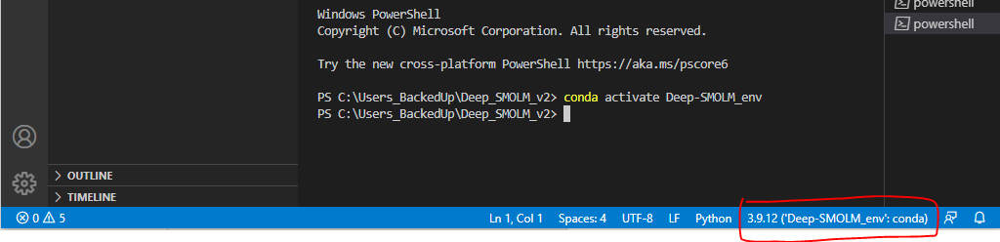 Windows PowerShell
Copyright (C) Microsoft Corporation. All rights reserved.
Try the new cross-platform PowerShell https://aka.ms/pscore6
PS C:\Users_BackedUp\Deep_SMOLM_v2> conda activate Deep-SMOLM_env
PS C:\Users_BackedUp\Deep_SMOLM_v2>
powershell
powershell
OUTLINE
TIMELINE
0 5 Ln 1, Col 1 Spaces: 4 UTF-8 LF Python 3.9.12 ('Deep-SMOLM_env': conda)